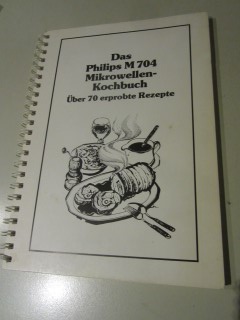 Das
Philips M 704
Mikrowellen-
Kochbuch
Über 70 erprobte Rezepte